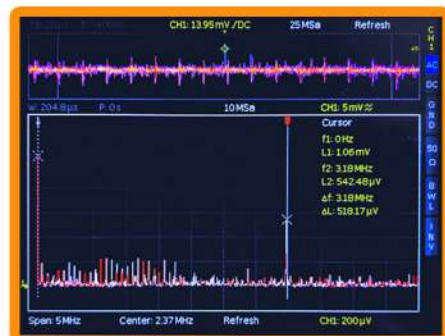 CH1: 13.95mV / DC 25MSa Refresh
CH1
AC
DC
GND
50Ω
BWL
INV
W: 204.8µs P: 0s 10MSa CH1: 5mV
Cursor
f1: 0Hz
L1: 1.06mV
f2: 3.18MHz
L2: 542.48µV
Δf: 3.18MHz
ΔL: 518.17µV
Span: 5MHz Center: 2.37MHz Refresh CH1: 200µV